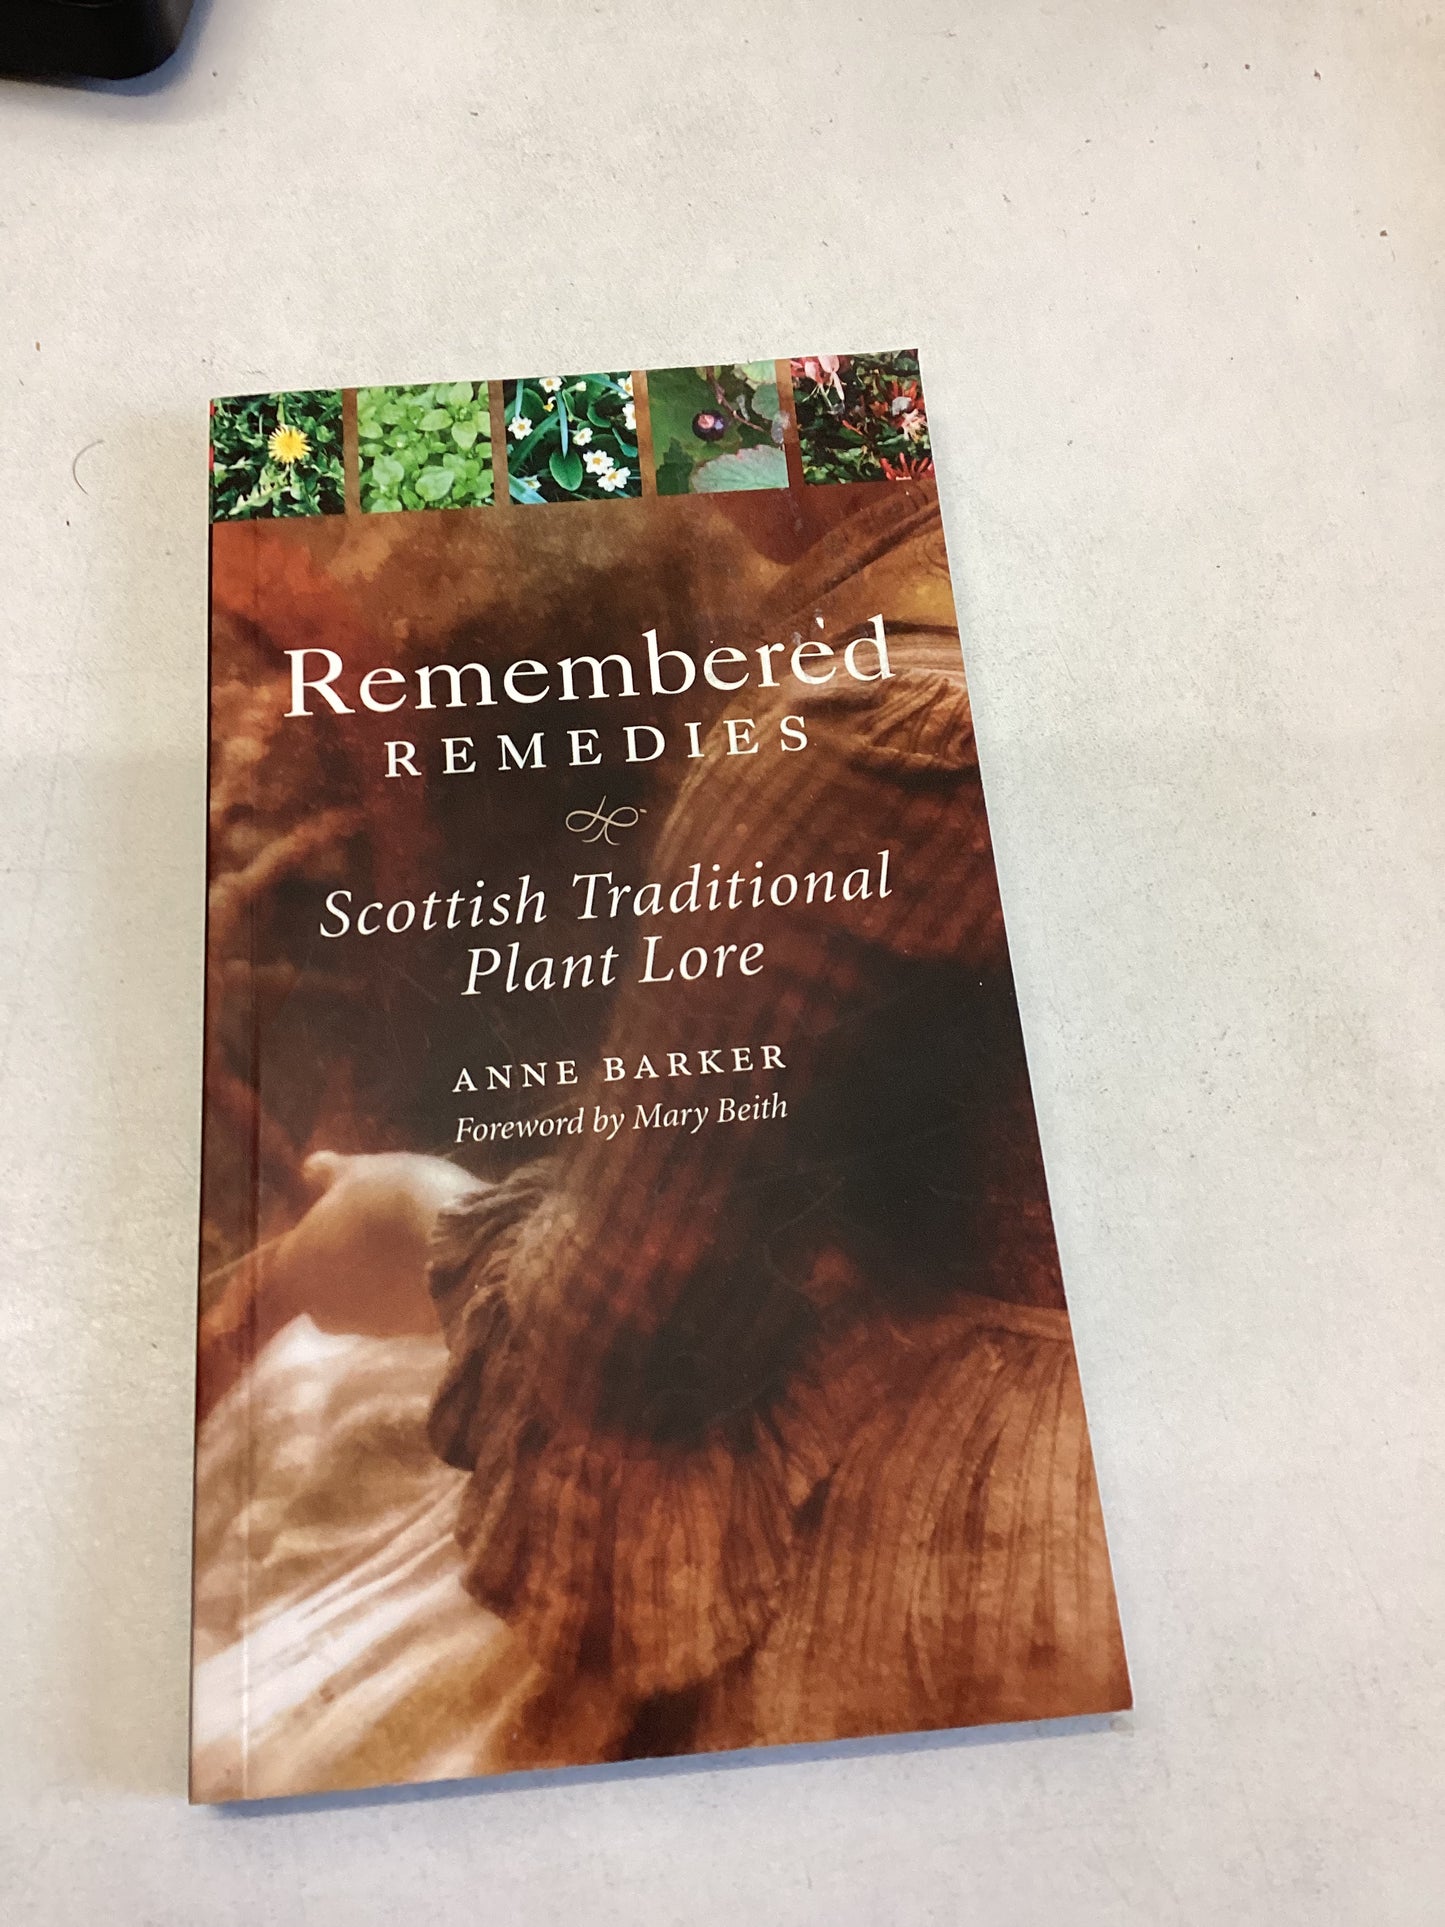 Remembered
REMEDIES
Scottish Traditional
Plant Lore
ANNE BARKER
Foreword by Mary Beith